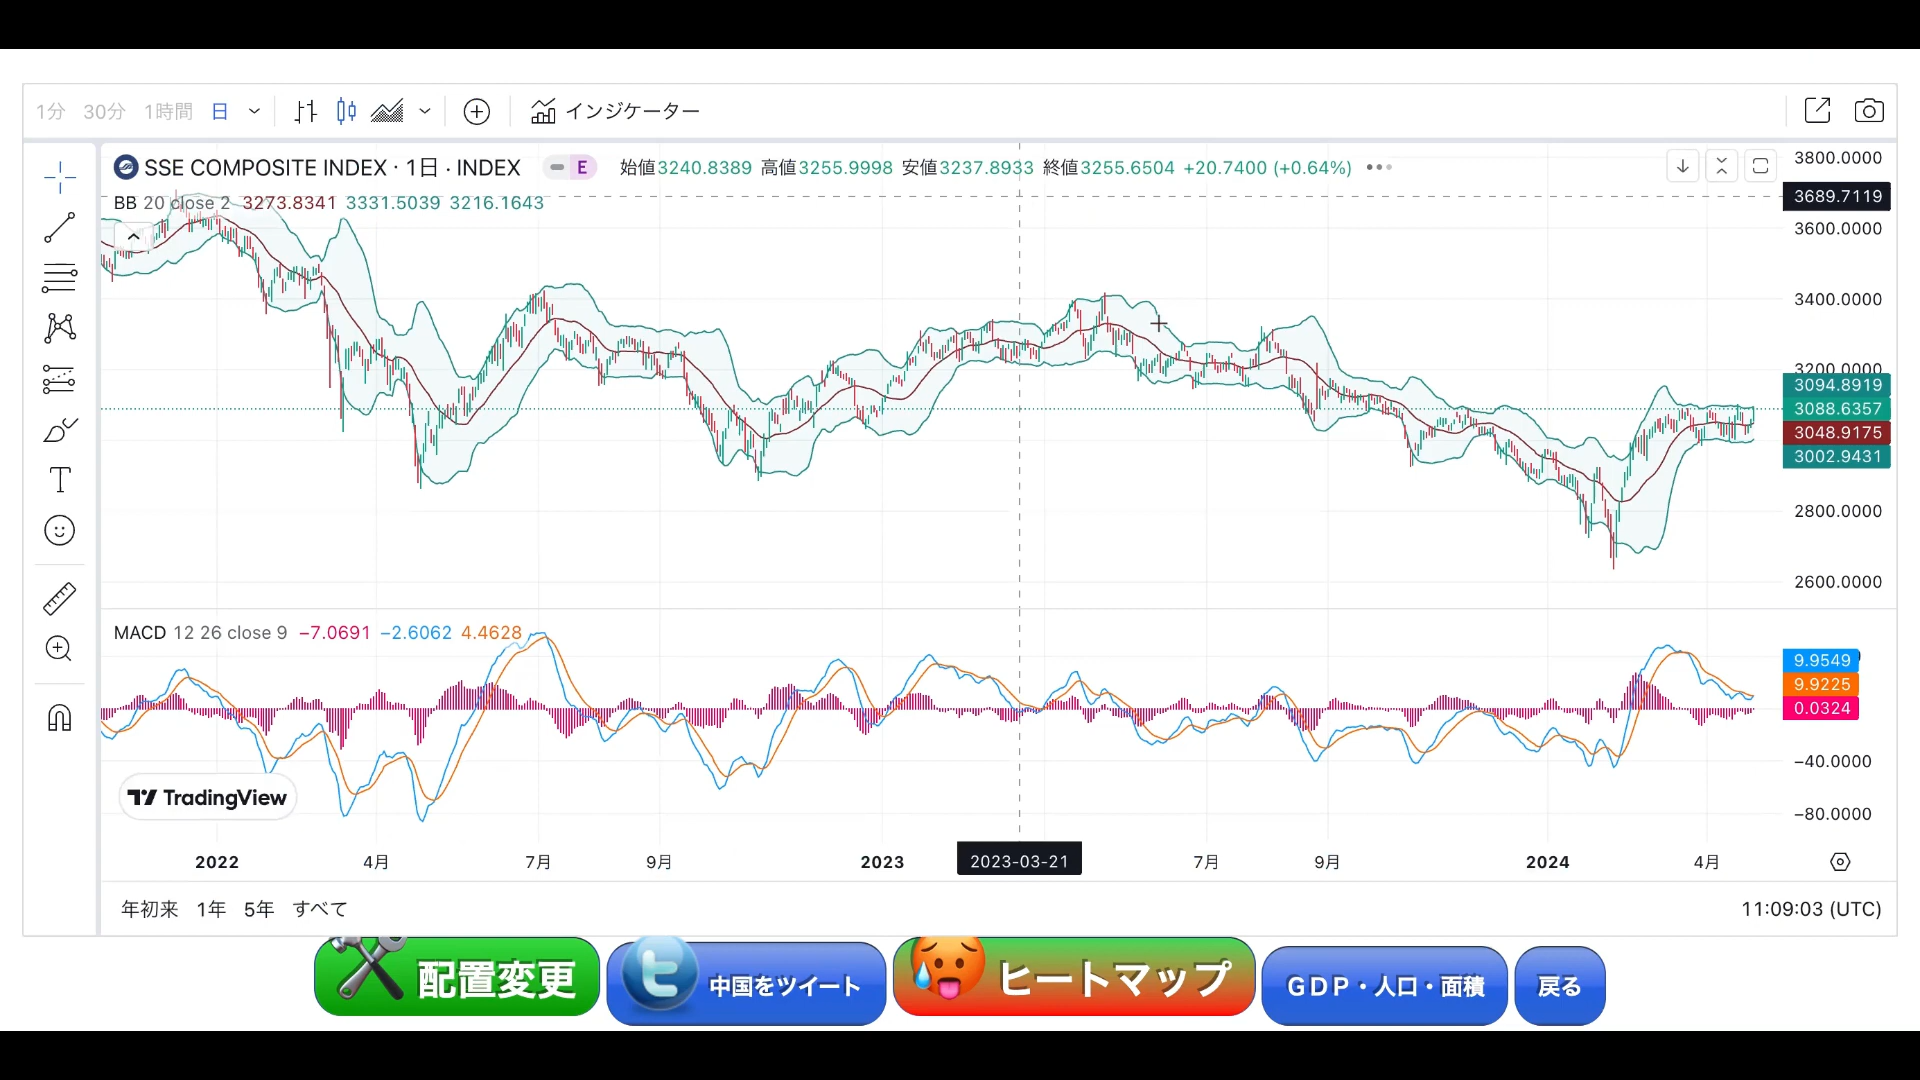 1分 30分 1時間 日 インジケーター
SSE COMPOSITE INDEX · 1日 · INDEX E 始値3240.8389 高値3255.9998 安値3237.8933 終値3255.6504 +20.7400 (+0.64%)
BB 20 close 2 3273.8341 3331.5039 3216.1643
3800.0000
3689.7119
3600.0000
3400.0000
3200.0000
3094.8919
3088.6357
3048.9175
3002.9431
2800.0000
2600.0000
MACD 12 26 close 9 −7.0691 −2.6062 4.4628
9.9549
9.9225
0.0324
−40.0000
−80.0000
TradingView
2022 4月 7月 9月 2023 2023-03-21 7月 9月 2024 4月
年初来 1年 5年 すべて 11:09:03 (UTC)
配置変更 中国をツイート ヒートマップ GDP・人口・面積 戻る